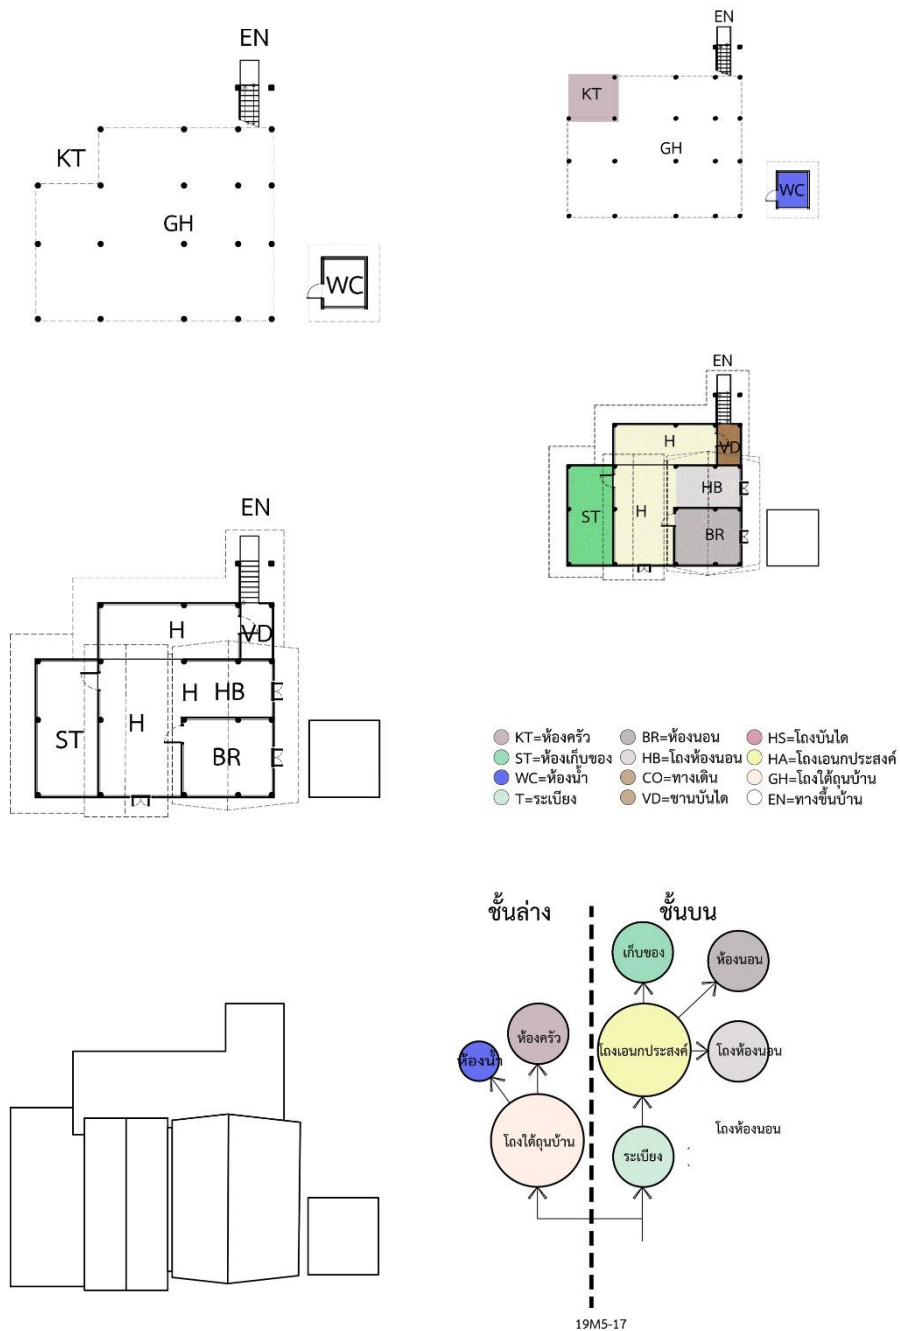 EN
KT
GH
WC
EN
KT
GH
WC
EN
H
VD
ST
H
H
HB
BR
EN
H
VD
ST
H
HB
BR
KT=ห้องครัว
BR=ห้องนอน
HS=โถงบันได
ST=ห้องเก็บของ
HB=โถงห้องนอน
HA=โถงเอนกประสงค์
WC=ห้องน้ำ
CO=ทางเดิน
GH=โถงใต้ถุนบ้าน
T=ระเบียง
VD=ชานบันได
EN=ทางขึ้นบ้าน
ชั้นล่าง
ชั้นบน
เก็บของ
ห้องนอน
ห้องครัว
ห้องน้ำ
โถงเอนกประสงค์
โถงห้องนอน
โถงห้องนอน
โถงใต้ถุนบ้าน
ระเบียง
19M5-17